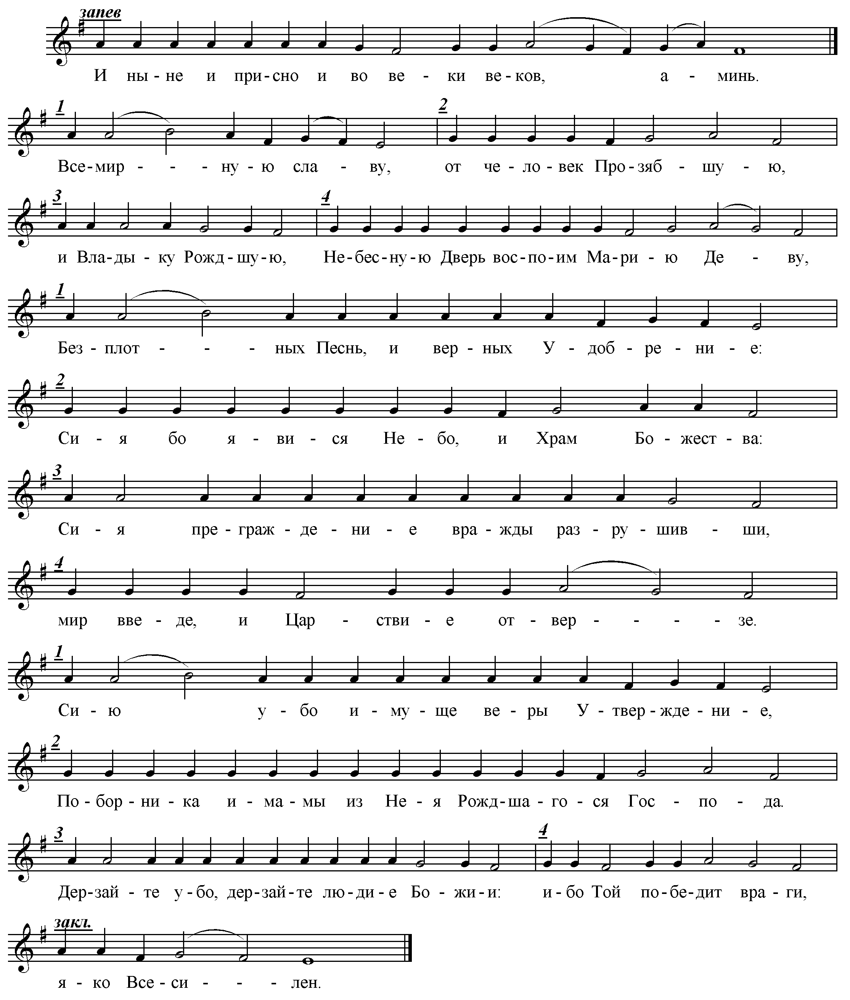 запев
И ны - не и при - сно и во ве - ки ве - ков, а - минь.
1 2
Все - мир - - ну - ю сла - ву, от че - ло - век Про - зяб - шу - ю,
3 4
и Вла - ды - ку Рожд - шу - ю, Не - бес - ну - ю Дверь вос - по - им Ма - ри - ю Де - ву,
1
Без - плот - - ных Песнь, и вер - ных У - доб - ре - ни - е:
2
Си - я бо я - ви - ся Не - бо, и Храм Бо - жест - ва:
3
Си - я пре - граж - де - ни - е вра - жды раз - ру - шив - ши,
4
мир вве - де, и Цар - стви - е от - вер - - - зе.
1
Си - ю у - бо и - му - ще ве - ры У - твер - жде - ни - е,
2
По - бор - ни - ка и - ма - мы из Не - я Рожд - ша - го - ся Гос - по - да.
3 4
Дер - зай - те у - бо, дер - зай - те лю - ди - е Бо - жи - и: и - бо Той по - бе - дит вра - ги,
закл.
я - ко Все - си - - - лен.